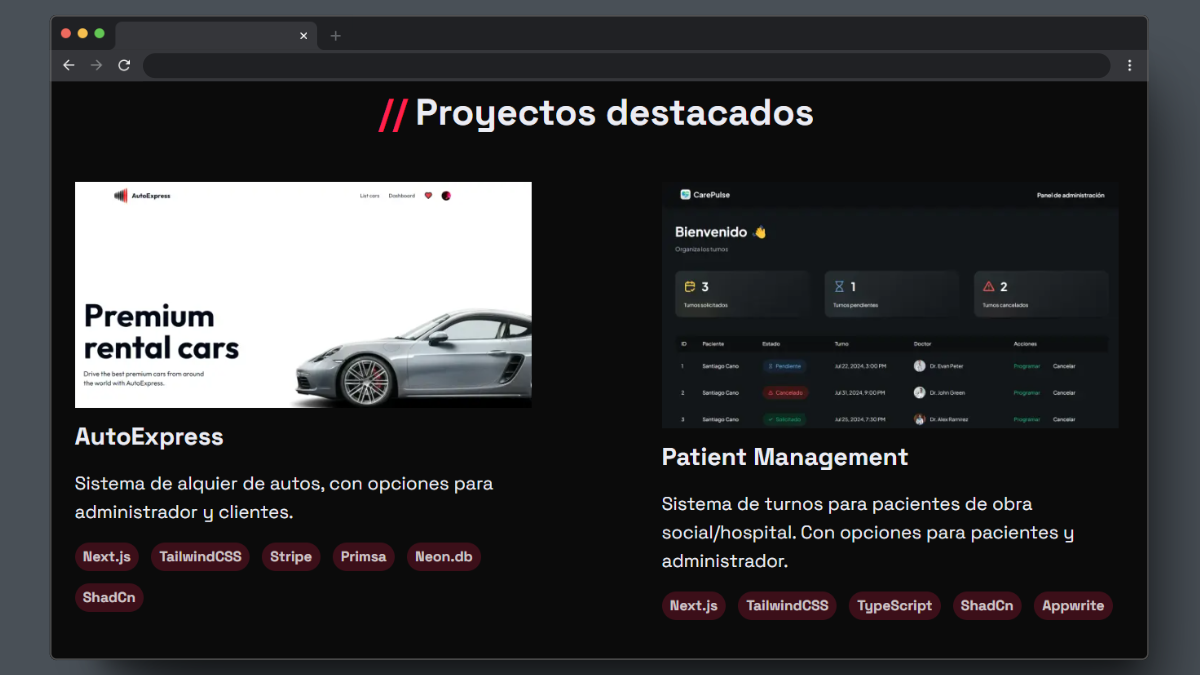 // Proyectos destacados
AutoExpress
List cars Dashboard
Premium
rental cars
Drive the best premium cars from around
the world with AutoExpress.
AutoExpress
Sistema de alquier de autos, con opciones para
administrador y clientes.
Next.js TailwindCSS Stripe Primsa Neon.db
ShadCn
CarePulse Panel de administración
Bienvenido 👋
Organiza los turnos
3 1 2
Turnos solicitados Turnos pendientes Turnos cancelados
ID Paciente Estado Turno Doctor Acciones
1 Santiago Cano Pendiente Jul 22, 2024, 3:00 PM Dr. Evan Peter Programar Cancelar
2 Santiago Cano Cancelado Jul 31, 2024, 9:00 PM Dr. John Green Programar Cancelar
3 Santiago Cano Solicitado Jul 25, 2024, 7:30 PM Dr. Alex Ramirez Programar Cancelar
Patient Management
Sistema de turnos para pacientes de obra
social/hospital. Con opciones para pacientes y
administrador.
Next.js TailwindCSS TypeScript ShadCn Appwrite